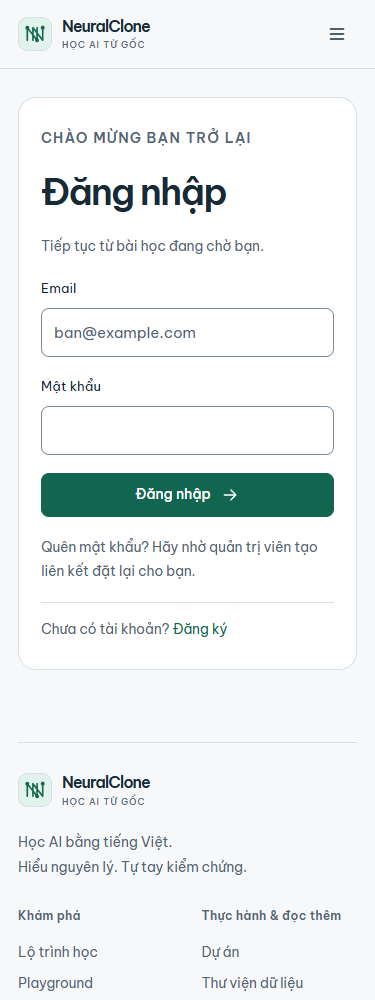 NeuralClone
HỌC AI TỪ GỐC
CHÀO MỪNG BẠN TRỞ LẠI
Đăng nhập
Tiếp tục từ bài học đang chờ bạn.
Email
ban@example.com
Mật khẩu
Đăng nhập →
Quên mật khẩu? Hãy nhờ quản trị viên tạo
liên kết đặt lại cho bạn.
Chưa có tài khoản? Đăng ký
NeuralClone
HỌC AI TỪ GỐC
Học AI bằng tiếng Việt.
Hiểu nguyên lý. Tự tay kiểm chứng.
Khám phá
Lộ trình học
Playground
Thực hành & đọc thêm
Dự án
Thư viện dữ liệu